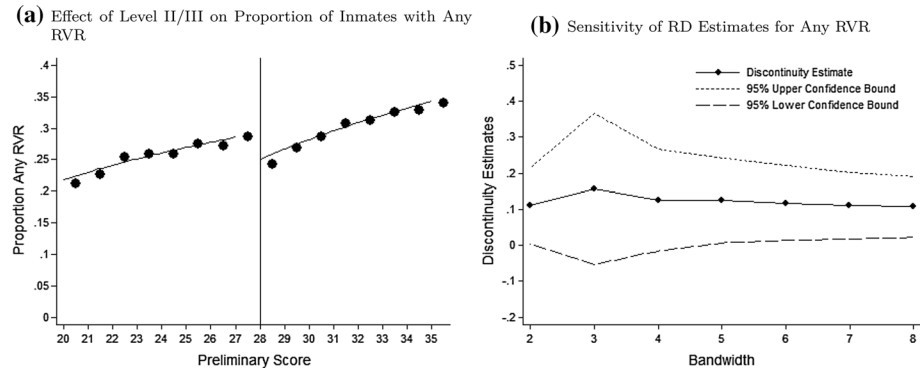 (a) Effect of Level II/III on Proportion of Inmates with Any
RVR
.4
.35
.3
.25
.2
.15
.1
.05
0
Proportion Any RVR
20 21 22 23 24 25 26 27 28 29 30 31 32 33 34 35
Preliminary Score
(b) Sensitivity of RD Estimates for Any RVR
.5
.4
.3
.2
.1
0
-.1
-.2
Discontinuity Estimates
Discontinuity Estimate
95% Upper Confidence Bound
95% Lower Confidence Bound
2 3 4 5 6 7 8
Bandwidth